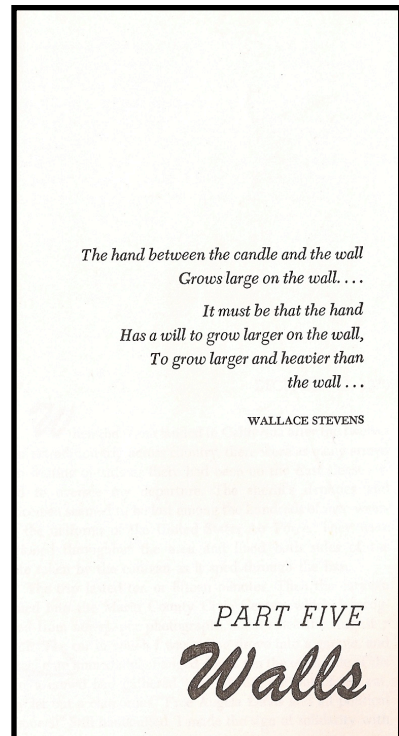 The hand between the candle and the wall
Grows large on the wall. . . .
It must be that the hand
Has a will to grow larger on the wall,
To grow larger and heavier than
the wall . . .
WALLACE STEVENS
PART FIVE
Walls